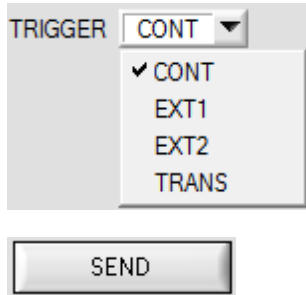 TRIGGER CONT
CONT
EXT1
EXT2
TRANS
SEND